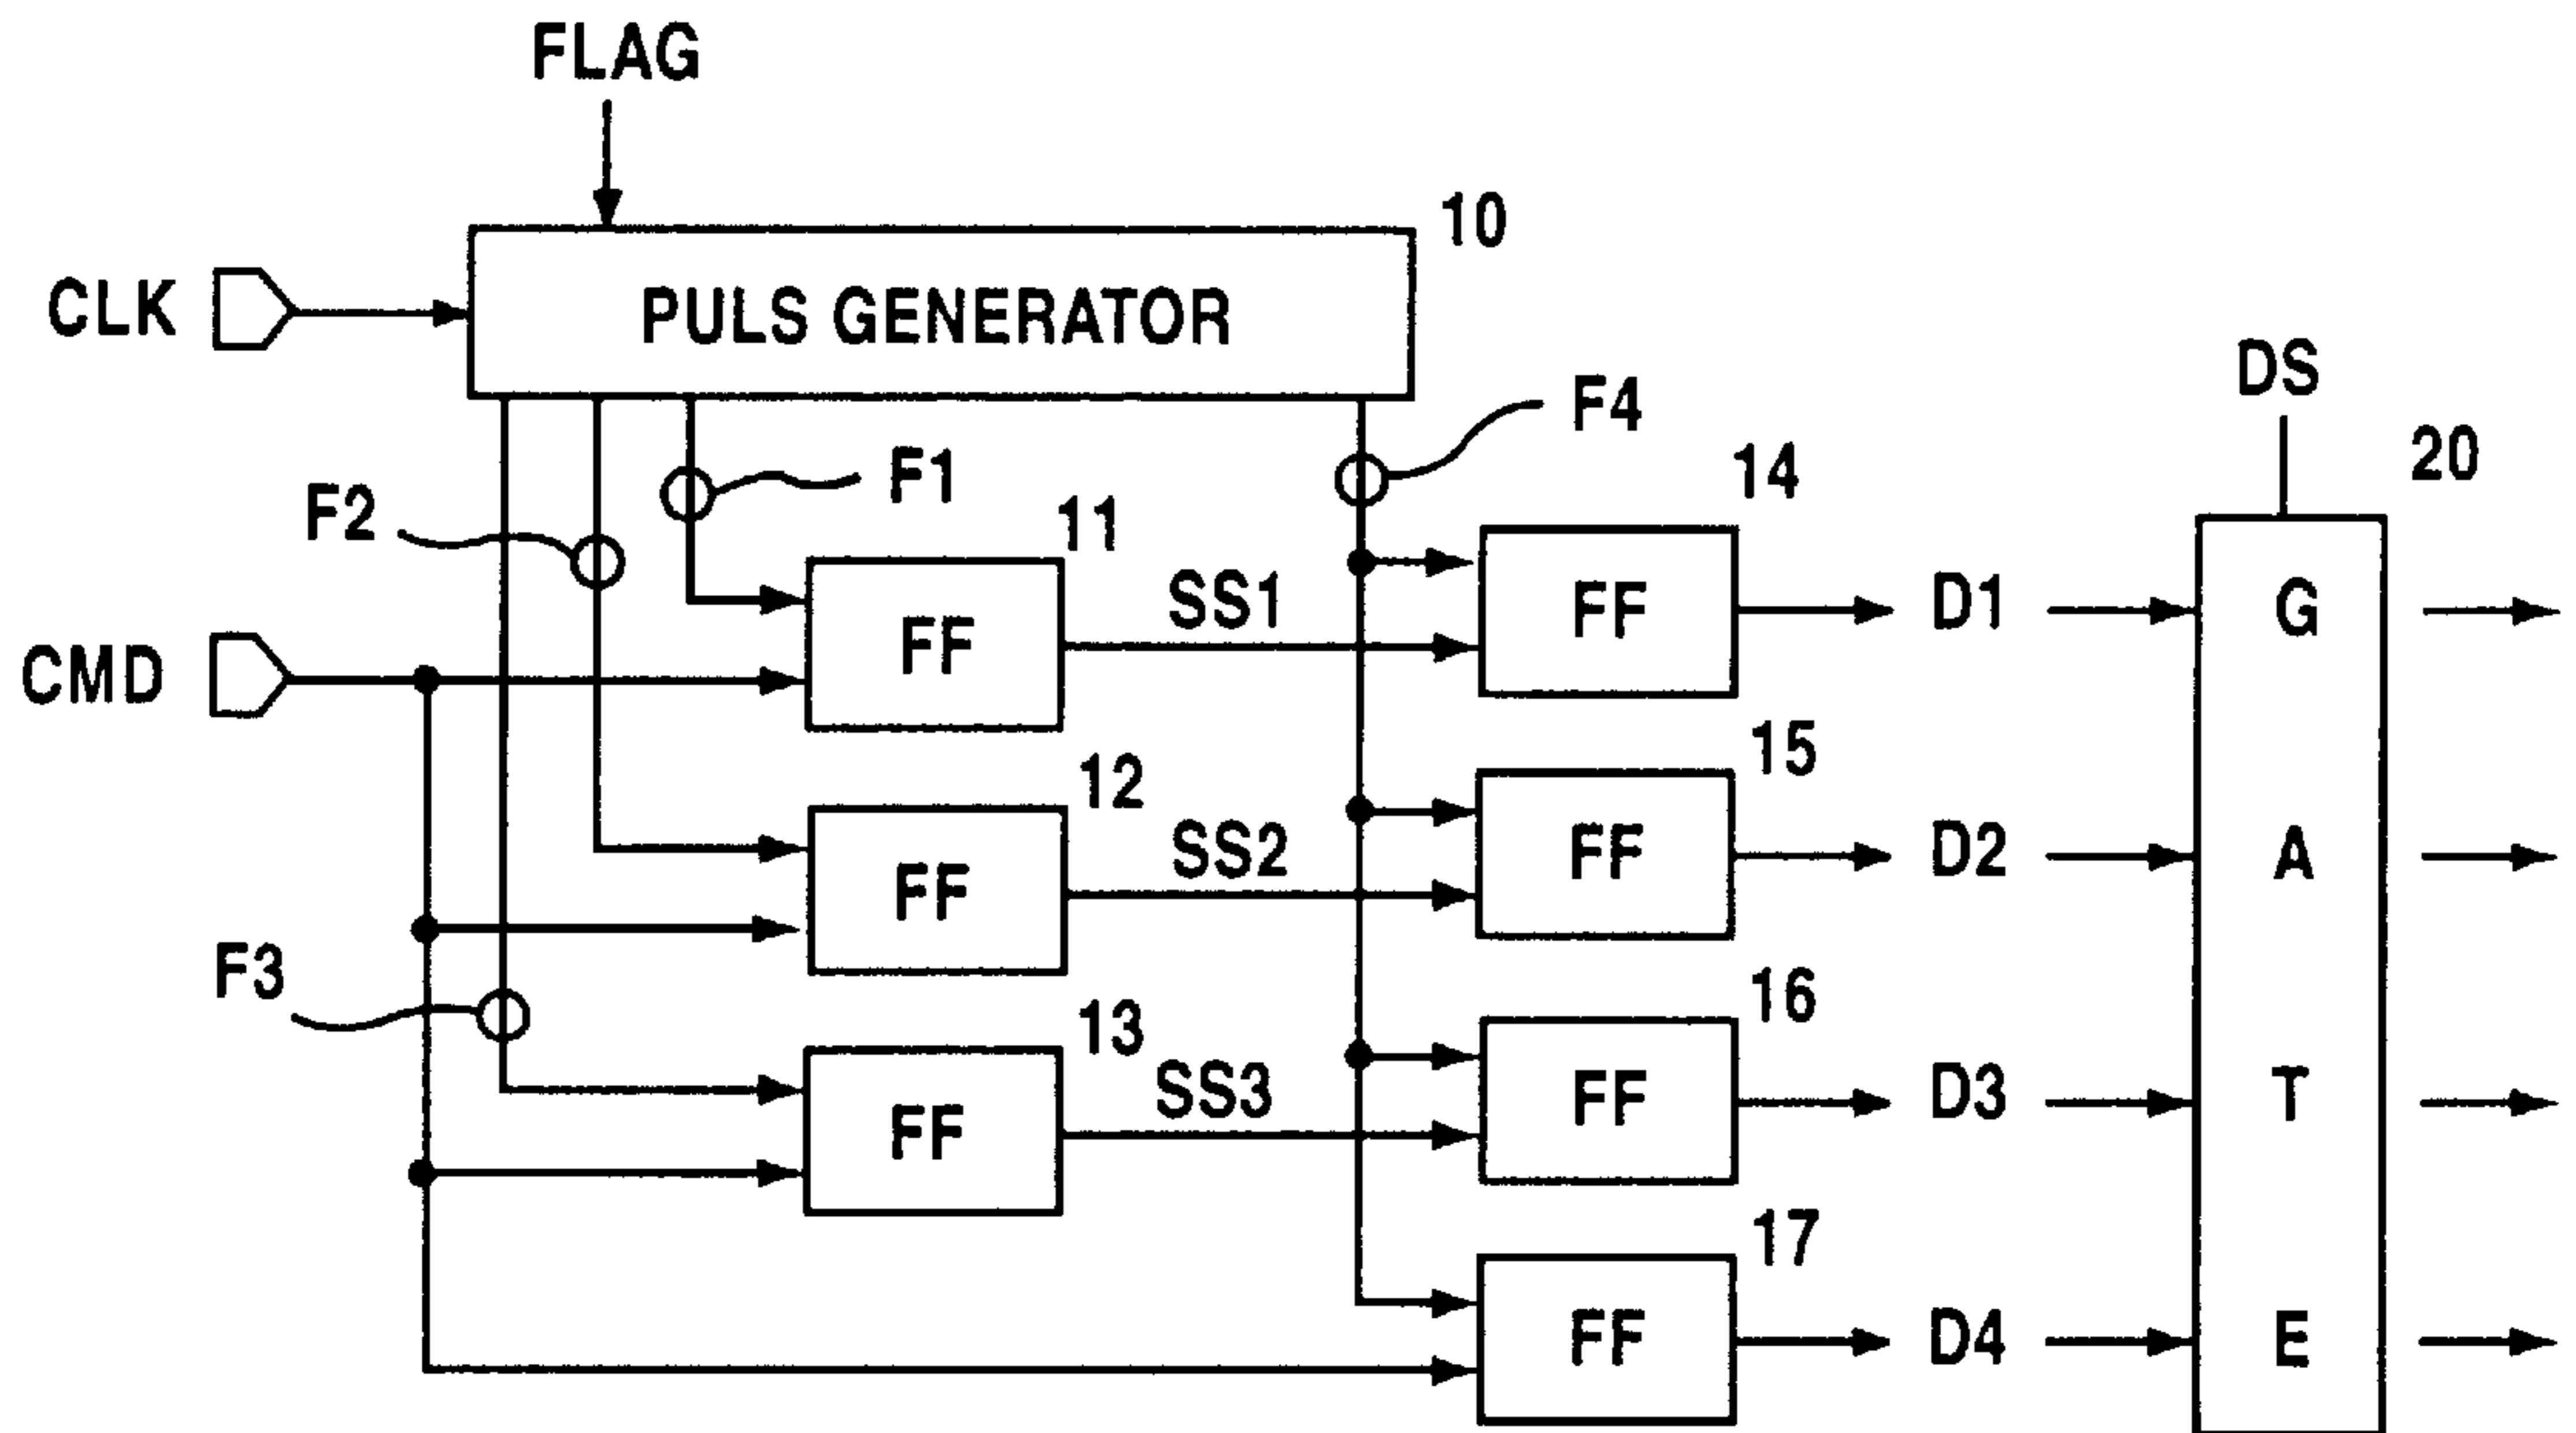 FLAG
10
CLK
PULS GENERATOR
DS
F4
20
14
F1
F2
11
SS1
FF
D1
G
FF
CMD
15
12
SS2
FF
D2
A
FF
F3
16
13
SS3
FF
D3
T
FF
17
FF
D4
E